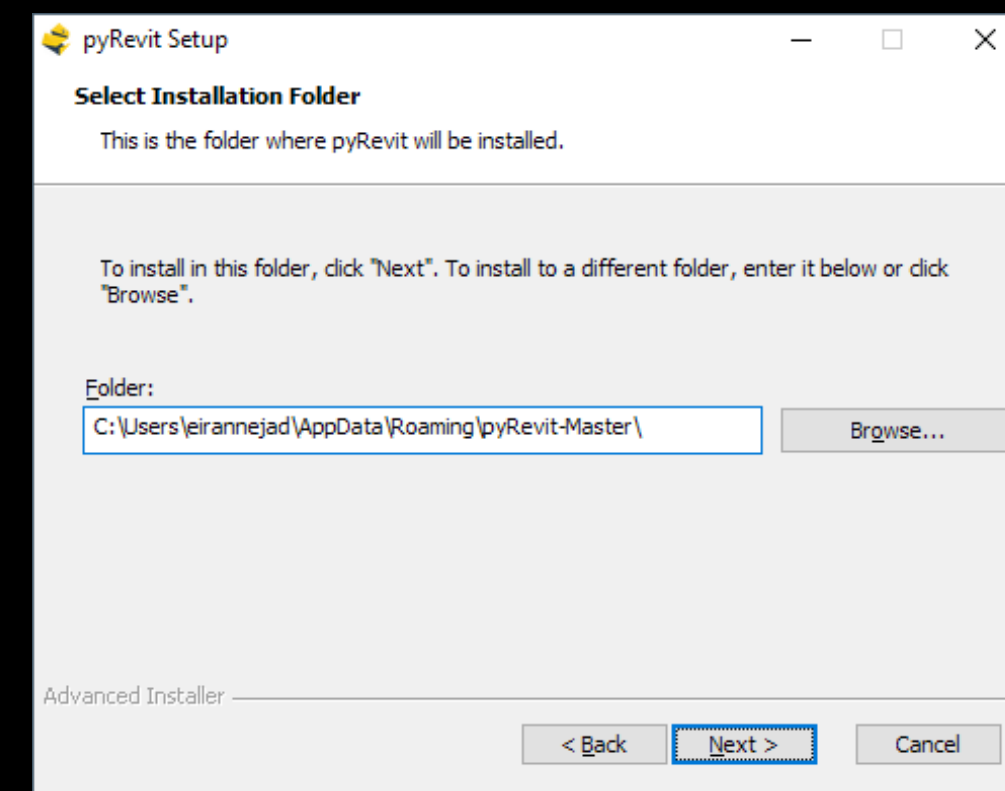 pyRevit Setup
Select Installation Folder
This is the folder where pyRevit will be installed.
To install in this folder, click "Next". To install to a different folder, enter it below or click
"Browse".
Folder:
C:\Users\eirannejad\AppData\Roaming\pyRevit-Master\
Browse...
Advanced Installer
< Back
Next >
Cancel